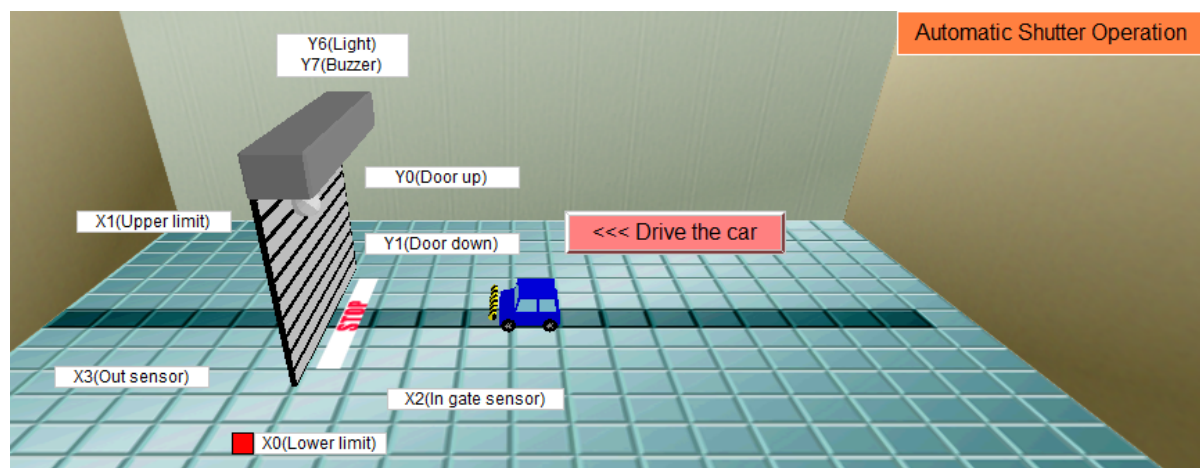 Automatic Shutter Operation
Y6(Light)
Y7(Buzzer)
Y0(Door up)
X1(Upper limit)
<<< Drive the car
Y1(Door down)
STOP
X3(Out sensor)
X2(In gate sensor)
X0(Lower limit)